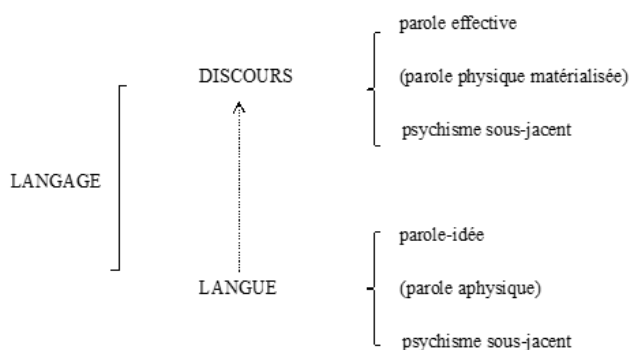 parole effective
DISCOURS (parole physique matérialisée)
psychisme sous-jacent
LANGAGE
parole-idée
LANGUE (parole aphysique)
psychisme sous-jacent